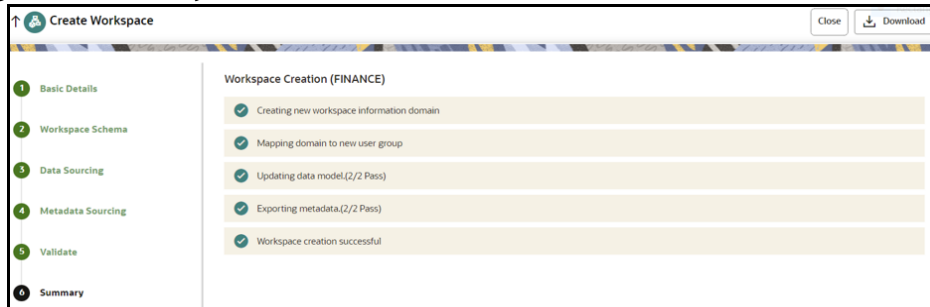 Create Workspace
Close
Download
1 Basic Details
2 Workspace Schema
3 Data Sourcing
4 Metadata Sourcing
5 Validate
6 Summary
Workspace Creation (FINANCE)
Creating new workspace information domain
Mapping domain to new user group
Updating data model.(2/2 Pass)
Exporting metadata.(2/2 Pass)
Workspace creation successful